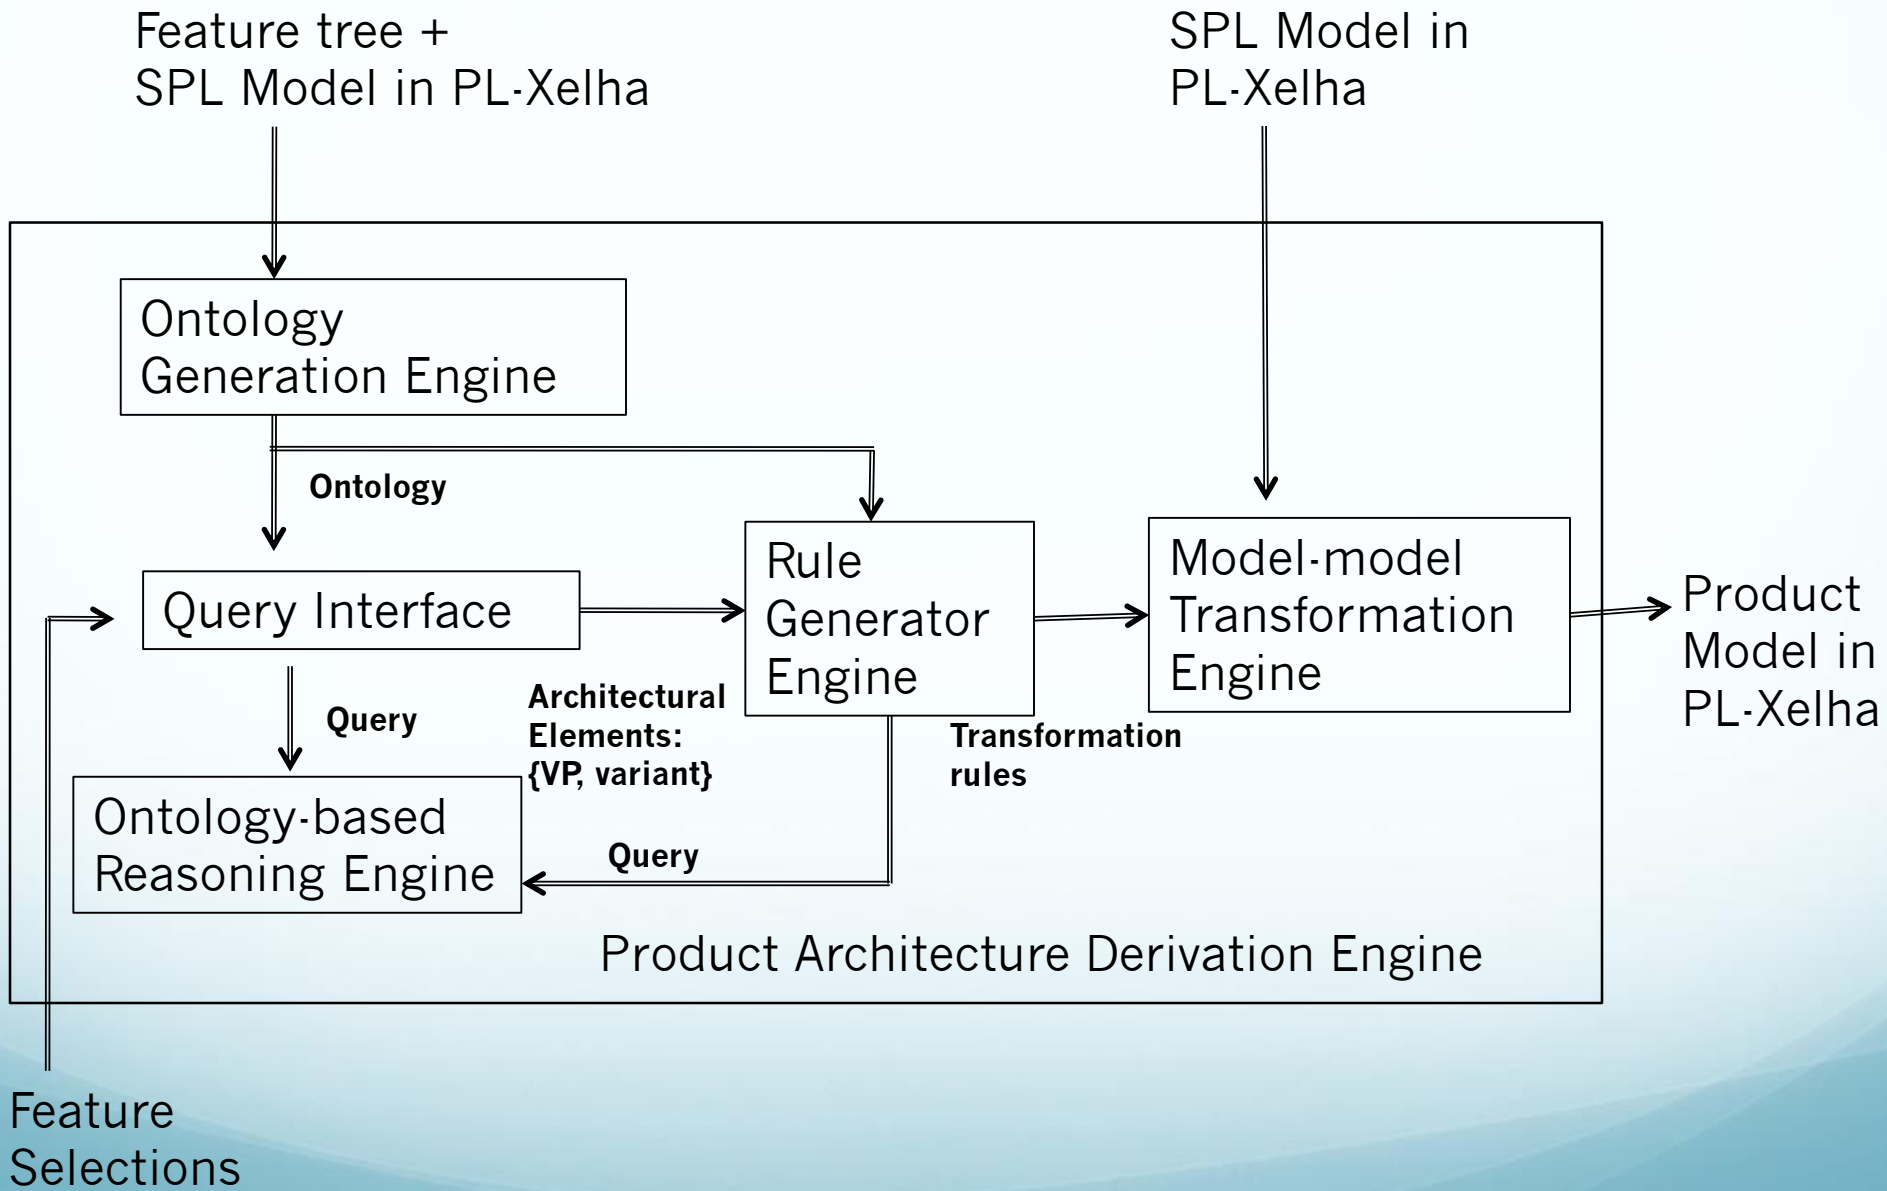 Feature tree +
SPL Model in PL-Xelha
SPL Model in
PL-Xelha
Ontology
Generation Engine
Ontology
Query Interface
Rule
Generator
Engine
Model-model
Transformation
Engine
Product
Model in
PL-Xelha
Query
Architectural
Elements:
{VP, variant}
Transformation
rules
Ontology-based
Reasoning Engine
Query
Product Architecture Derivation Engine
Feature
Selections